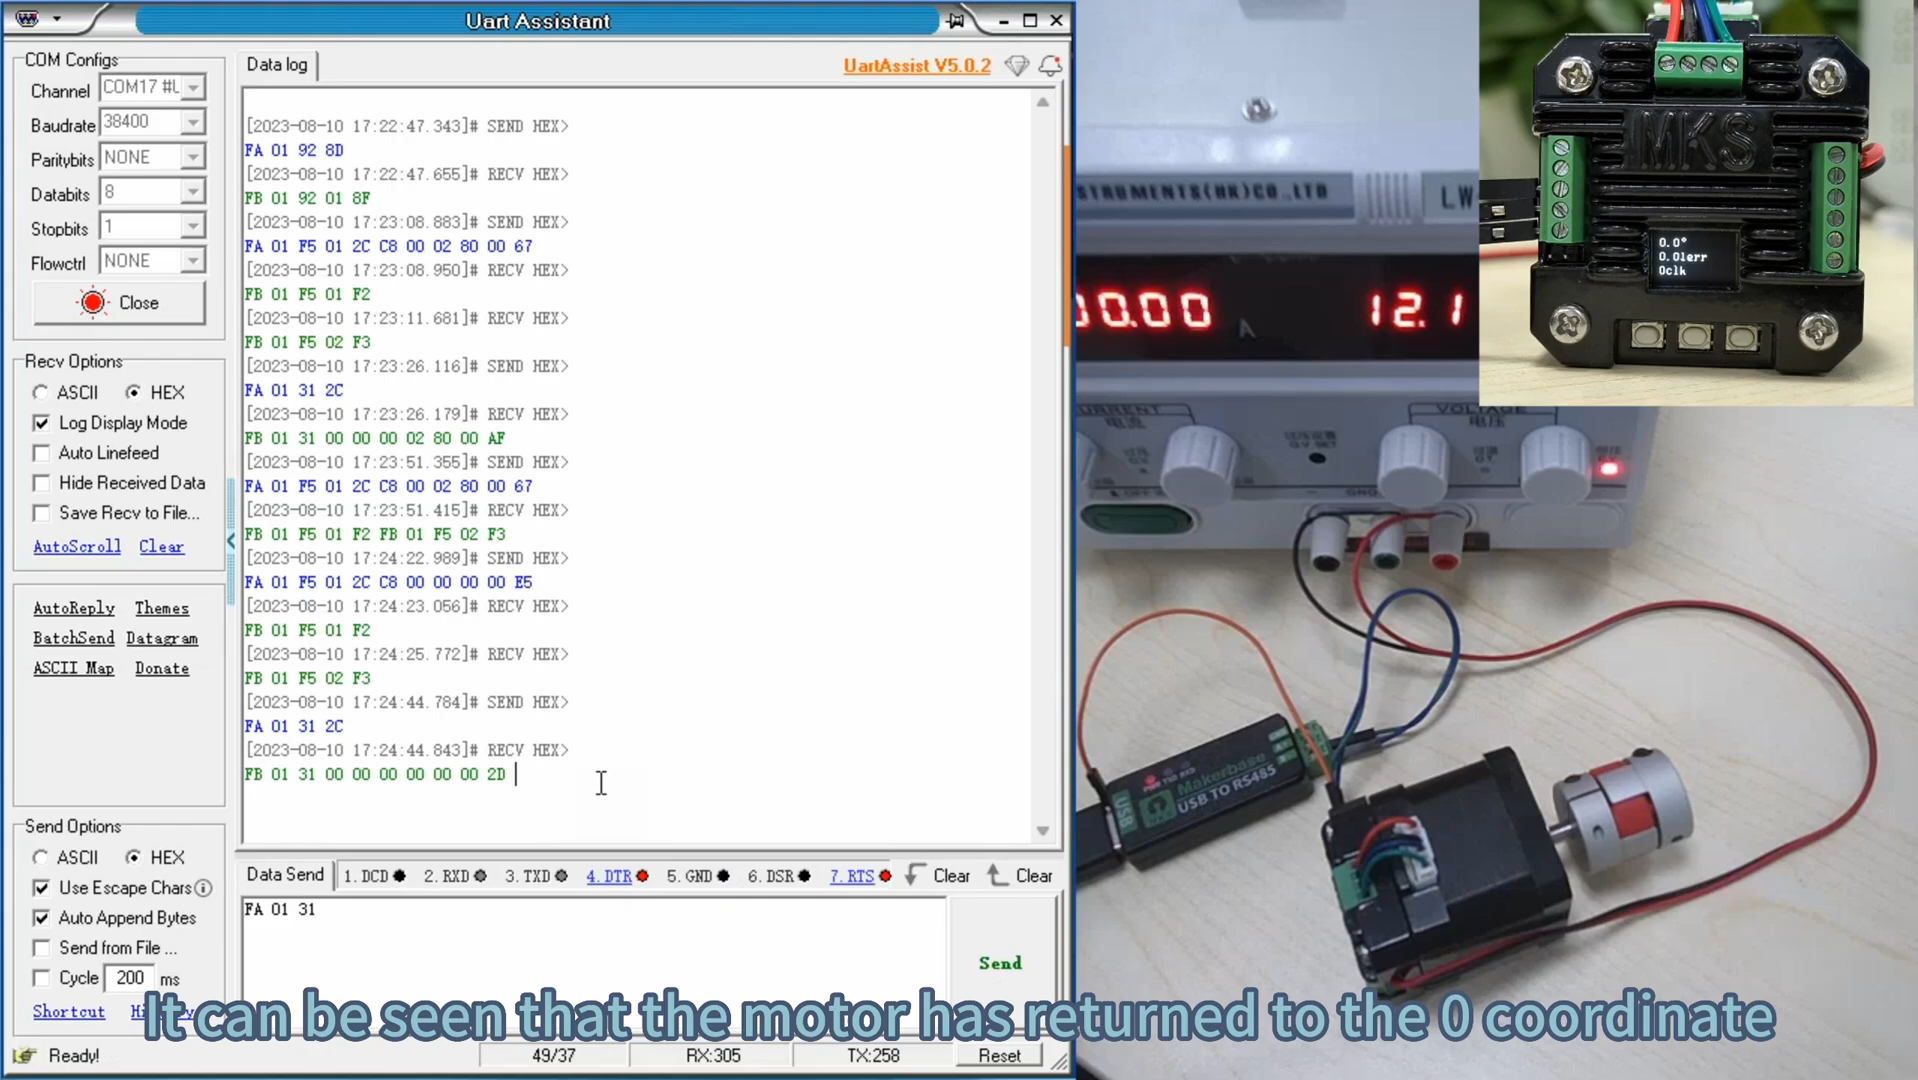 Uart Assistant
COM Configs
Channel COM17 #U
Baudrate 38400
Paritybits NONE
Databits 8
Stopbits 1
Flowctrl NONE
Close
Recv Options
ASCII HEX
Log Display Mode
Auto Linefeed
Hide Received Data
Save Recv to File...
AutoScroll Clear
AutoReply Themes
BatchSend Datagram
ASCII Map Donate
Send Options
ASCII HEX
Use Escape Chars
Auto Append Bytes
Send from File ...
Cycle 200 ms
Shortcut
Ready!
Data log
UartAssist V5.0.2
[2023-08-10 17:22:47.343]# SEND HEX>
FA 01 92 8D
[2023-08-10 17:22:47.655]# RECV HEX>
FB 01 92 01 8F
[2023-08-10 17:23:08.883]# SEND HEX>
FA 01 F5 01 2C C8 00 02 80 00 67
[2023-08-10 17:23:08.950]# RECV HEX>
FB 01 F5 01 F2
[2023-08-10 17:23:11.681]# RECV HEX>
FB 01 F5 02 F3
[2023-08-10 17:23:26.116]# SEND HEX>
FA 01 31 2C
[2023-08-10 17:23:26.179]# RECV HEX>
FB 01 31 00 00 00 02 80 00 AF
[2023-08-10 17:23:51.355]# SEND HEX>
FA 01 F5 01 2C C8 00 02 80 00 67
[2023-08-10 17:23:51.415]# RECV HEX>
FB 01 F5 01 F2 FB 01 F5 02 F3
[2023-08-10 17:24:22.989]# SEND HEX>
FA 01 F5 01 2C C8 00 00 00 00 E5
[2023-08-10 17:24:23.056]# RECV HEX>
FB 01 F5 01 F2
[2023-08-10 17:24:25.772]# RECV HEX>
FB 01 F5 02 F3
[2023-08-10 17:24:44.784]# SEND HEX>
FA 01 31 2C
[2023-08-10 17:24:44.843]# RECV HEX>
FB 01 31 00 00 00 00 00 00 2D
Data Send 1. DCD 2. RXD 3. TXD 4. DTR 5. GND 6. DSR 7. RTS Clear Clear
FA 01 31
Send
49/37 RX:305 TX:258 Reset
STRUMENTS(HK)CO.,LTD LW
00.00 A 12.1
CURRENT VOLTAGE
电流 电压
MKS
0.0°
0.01err
0clk
Makerbase
USB TO RS485
USB
It can be seen that the motor has returned to the 0 coordinate